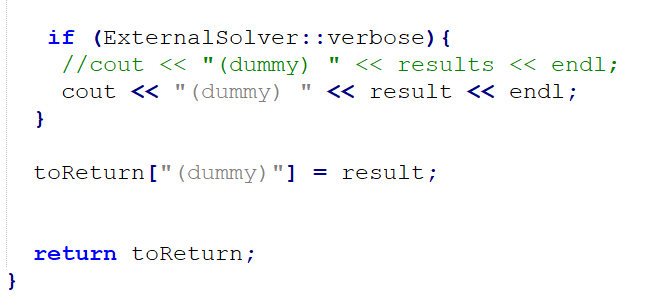 if (ExternalSolver::verbose){
//cout << "(dummy) " << results << endl;
cout << "(dummy) " << result << endl;
}
toReturn["(dummy)"] = result;
return toReturn;
}